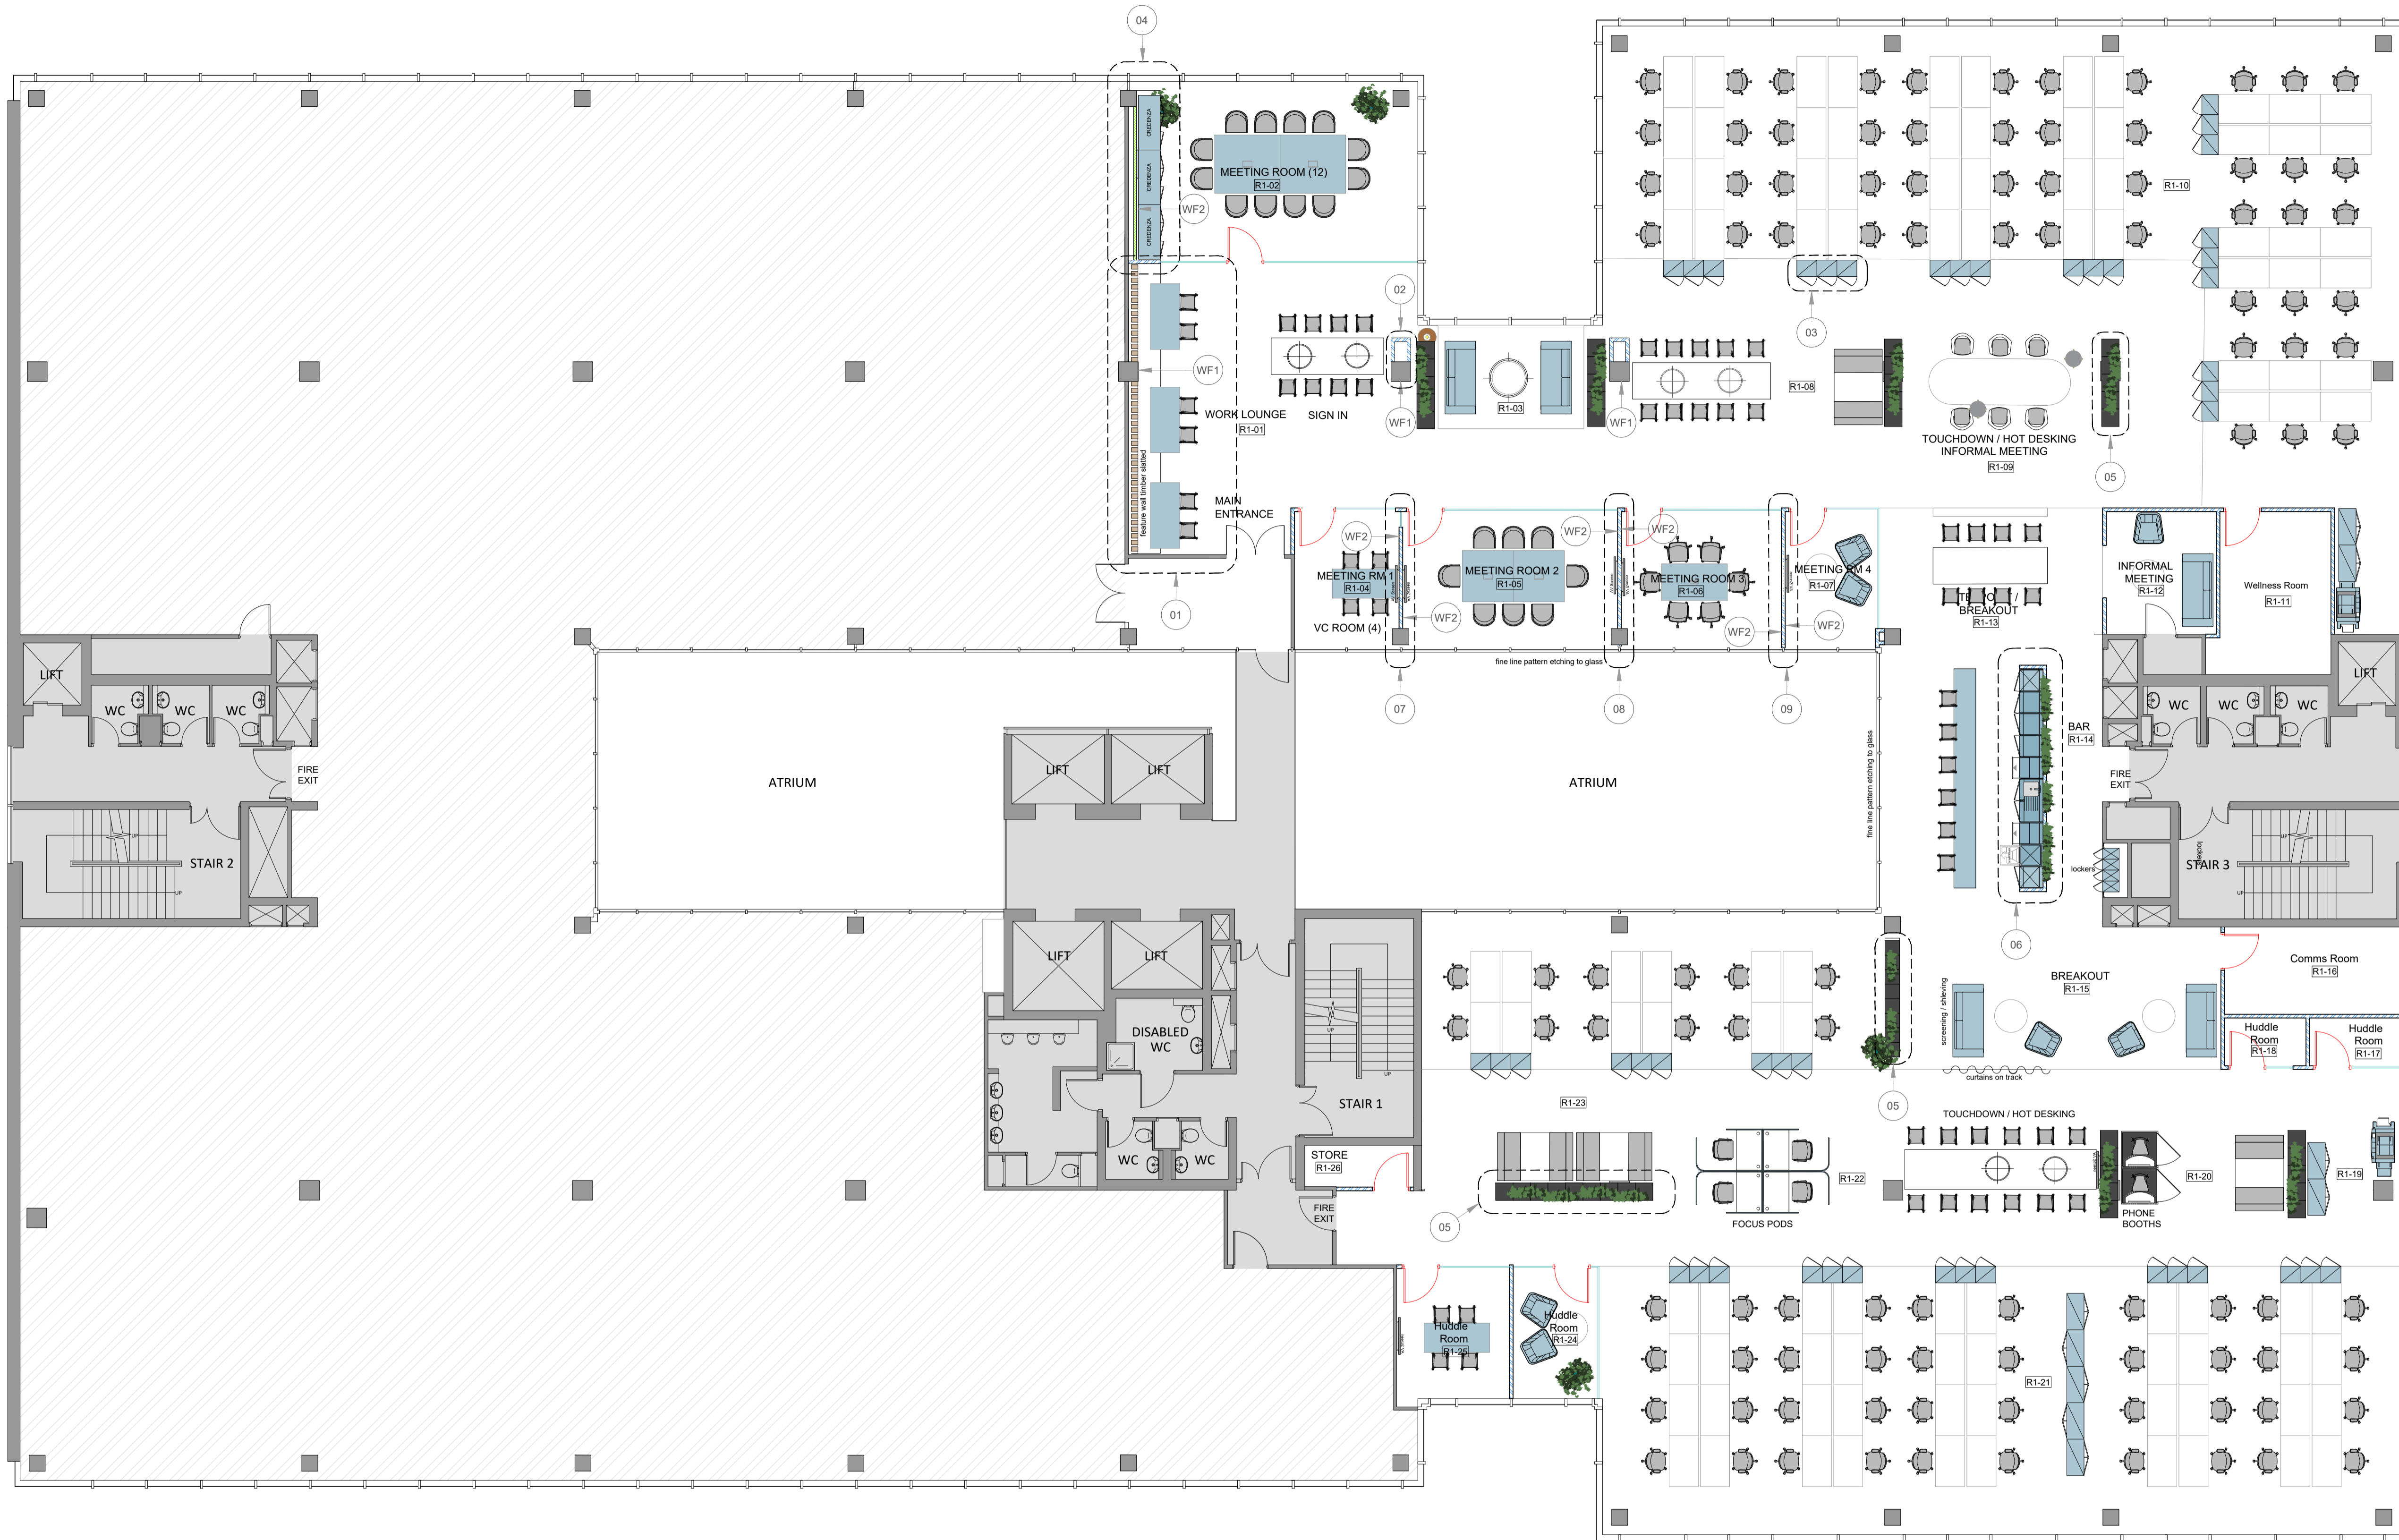 04
CREDENZA
CREDENZA
CREDENZA
WF2
MEETING ROOM (12)
R1-02
R1-10
02
03
WF1
WORK LOUNGE
R1-01
SIGN IN
WF1
R1-03
WF1
R1-08
TOUCHDOWN / HOT DESKING
INFORMAL MEETING
R1-09
05
feature wall timber slatted
MAIN
ENTRANCE
01
WF2
MEETING RM 1
R1-04
VC ROOM (4)
WF2
MEETING ROOM 2
R1-05
WF2
WF2
MEETING ROOM 3
R1-06
WF2
MEETING RM 4
R1-07
WF2
BREAKOUT
R1-13
INFORMAL
MEETING
R1-12
Wellness Room
R1-11
fine line pattern etching to glass
07
08
09
LIFT
WC
WC
WC
FIRE
EXIT
UP
UP
STAIR 2
ATRIUM
LIFT
LIFT
ATRIUM
fine line pattern etching to glass
BAR
R1-14
LIFT
WC
WC
WC
FIRE
EXIT
UP
UP
lockers
STAIR 3
lockers
06
LIFT
LIFT
DISABLED
WC
UP
UP
STAIR 1
WC
WC
STORE
R1-26
FIRE
EXIT
screening / shleving
BREAKOUT
R1-15
Comms Room
R1-16
Huddle
Room
R1-18
Huddle
Room
R1-17
curtains on track
R1-23
05
TOUCHDOWN / HOT DESKING
R1-22
R1-20
R1-19
05
FOCUS PODS
PHONE
BOOTHS
Huddle
Room
R1-25
Huddle
Room
R1-24
R1-21